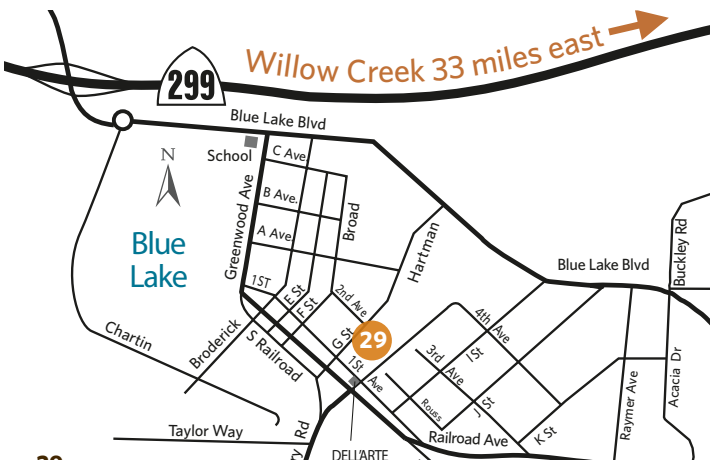 Willow Creek 33 miles east
299
Blue Lake Blvd
N
School
C Ave.
B Ave.
A Ave.
Greenwood Ave
Broad
Hartman
Blue
Lake
Buckley Rd
Blue Lake Blvd
1ST
E St
F St
2nd Ave
G St
29
1St
Ave
4th Ave
3rd Ave
I St
J St
K St
Rouss
Chartin
Broderick
S Railroad
Railroad Ave
Raymer Ave
Acacia Dr
Taylor Way
Rd
DELL'ARTE